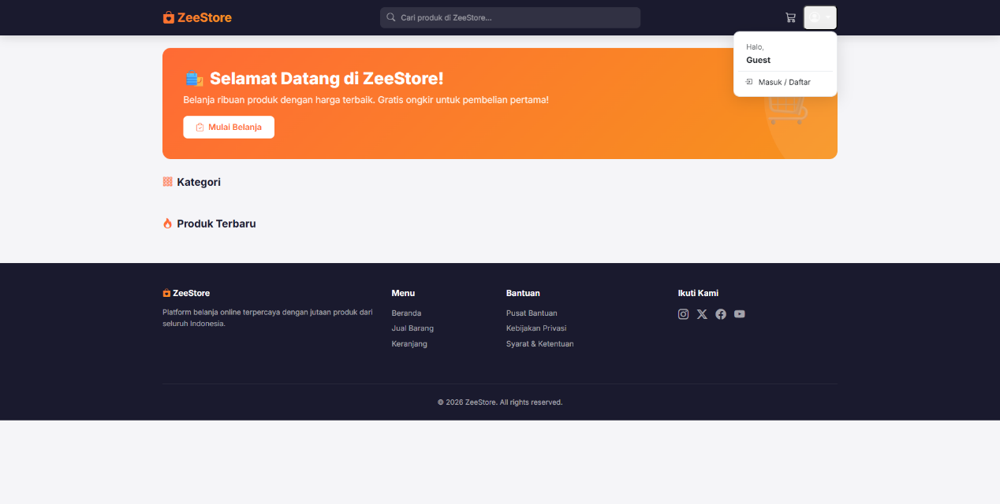 ZeeStore
Cari produk di ZeeStore...
Halo,
Guest
Masuk / Daftar
Selamat Datang di ZeeStore!
Belanja ribuan produk dengan harga terbaik. Gratis ongkir untuk pembelian pertama!
Mulai Belanja
Kategori
Produk Terbaru
ZeeStore
Platform belanja online terpercaya dengan jutaan produk dari
seluruh Indonesia.
Menu
Beranda
Jual Barang
Keranjang
Bantuan
Pusat Bantuan
Kebijakan Privasi
Syarat & Ketentuan
Ikuti Kami
© 2026 ZeeStore. All rights reserved.